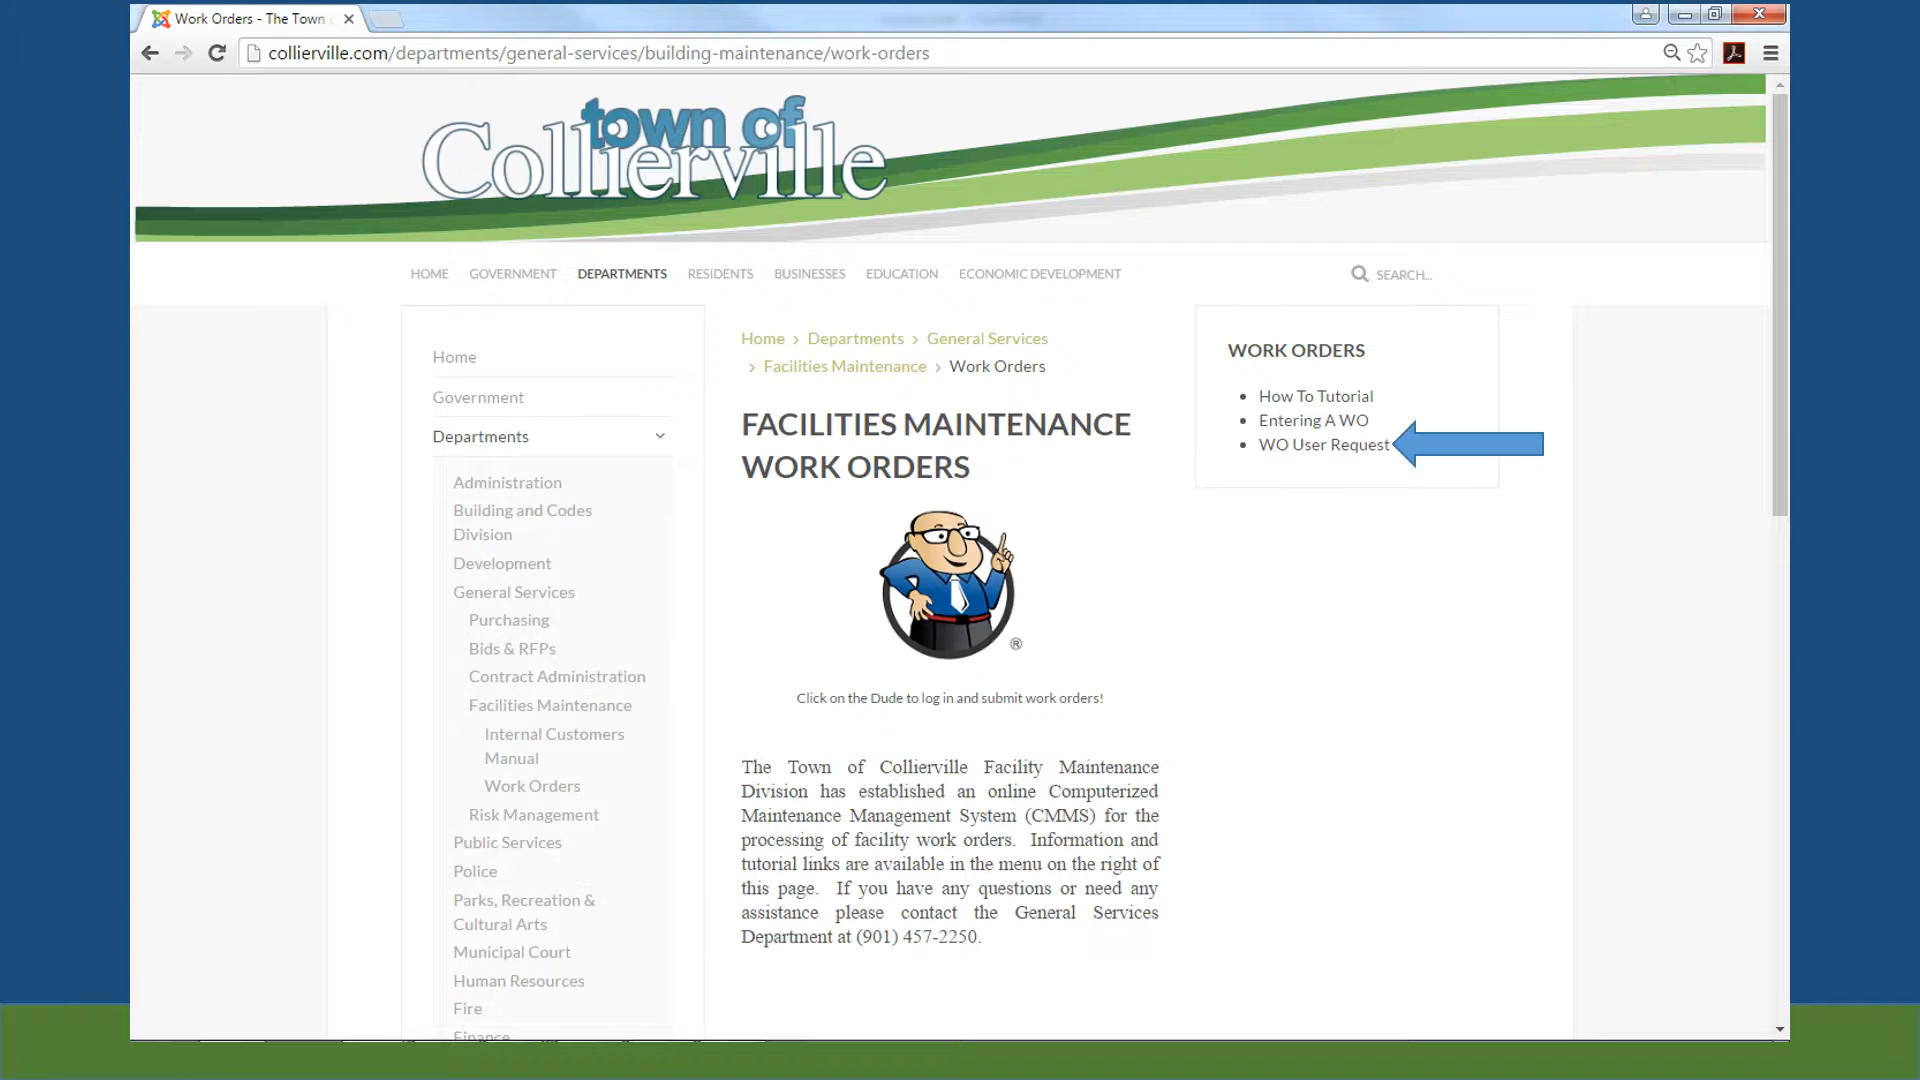 Work Orders - The Town
collierville.com/departments/general-services/building-maintenance/work-orders
town of
Collierville
HOME GOVERNMENT DEPARTMENTS RESIDENTS BUSINESSES EDUCATION ECONOMIC DEVELOPMENT SEARCH...
Home
Government
Departments
Administration
Building and Codes
Division
Development
General Services
Purchasing
Bids & RFPs
Contract Administration
Facilities Maintenance
Internal Customers
Manual
Work Orders
Risk Management
Public Services
Police
Parks, Recreation &
Cultural Arts
Municipal Court
Human Resources
Fire
Finance
Home > Departments > General Services
> Facilities Maintenance > Work Orders
FACILITIES MAINTENANCE
WORK ORDERS
®
Click on the Dude to log in and submit work orders!
The Town of Collierville Facility Maintenance
Division has established an online Computerized
Maintenance Management System (CMMS) for the
processing of facility work orders. Information and
tutorial links are available in the menu on the right of
this page. If you have any questions or need any
assistance please contact the General Services
Department at (901) 457-2250.
WORK ORDERS
• How To Tutorial
• Entering A WO
• WO User Request